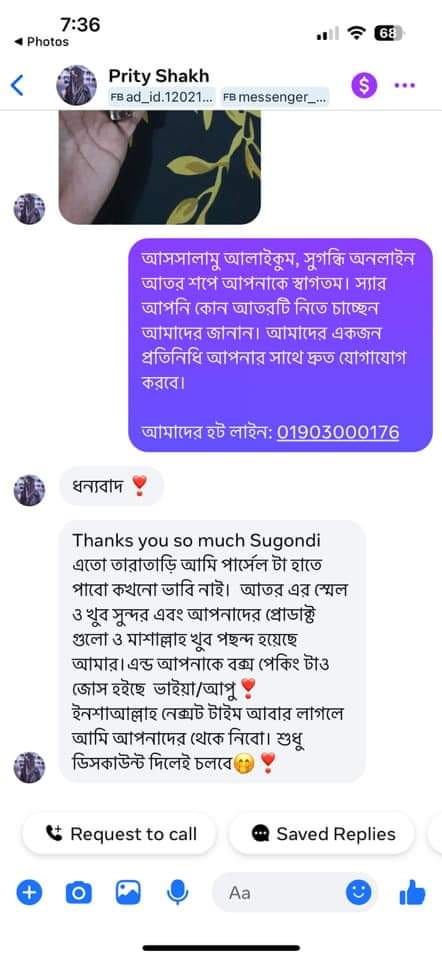 7:36
68
◄ Photos
Prity Shakh
FB ad_id.12021... FB messenger_...
আসসালামু আলাইকুম, সুগন্ধি অনলাইন
আতর শপে আপনাকে স্বাগতম। স্যার
আপনি কোন আতরটি নিতে চাচ্ছেন
আমাদের জানান। আমাদের একজন
প্রতিনিধি আপনার সাথে দ্রুত যোগাযোগ
করবে।
আমাদের হট লাইন: 01903000176
ধন্যবাদ ❣️
Thanks you so much Sugondi
এতো তারাতাড়ি আমি পার্সেল টা হাতে
পাবো কখনো ভাবি নাই। আতর এর স্মেল
ও খুব সুন্দর এবং আপনাদের প্রোডাক্ট
গুলো ও মাশাল্লাহ খুব পছন্দ হয়েছে
আমার।এন্ড আপনাকে বক্স পেকিং টাও
জোস হইছে ভাইয়া/আপু❣️
ইনশাআল্লাহ নেক্সট টাইম আবার লাগলে
আমি আপনাদের থেকে নিবো। শুধু
ডিসকাউন্ট দিলেই চলবে🤭❣️
Request to call
Saved Replies
Aa